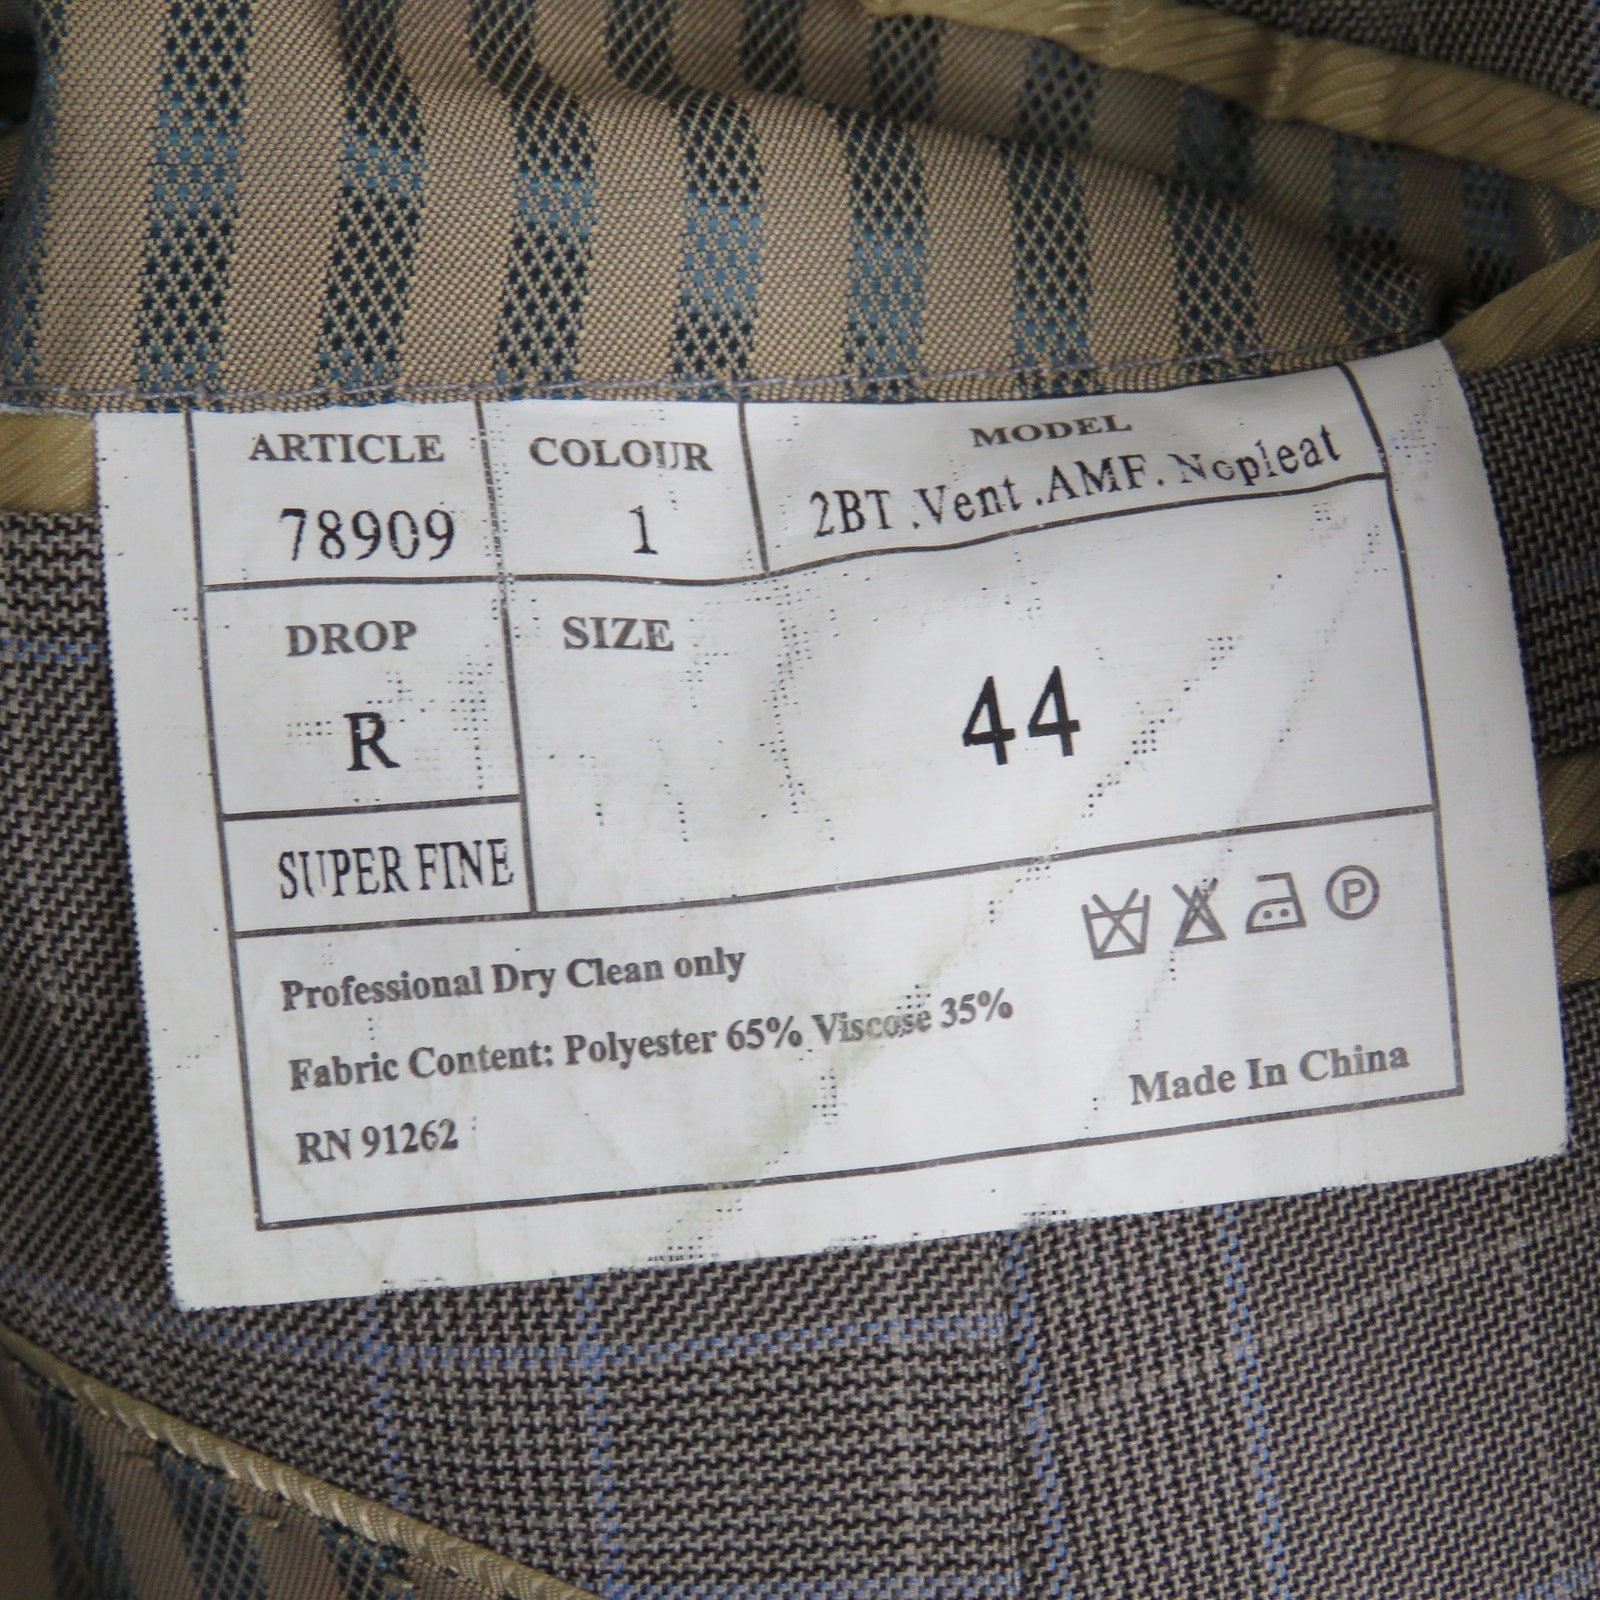 ARTICLE COLOUR MODEL
78909 1 2BT .Vent .AMF. Nopleat
DROP SIZE
R 44
SUPER FINE
Professional Dry Clean only
P
Fabric Content: Polyester 65% Viscose 35%
RN 91262
Made In China